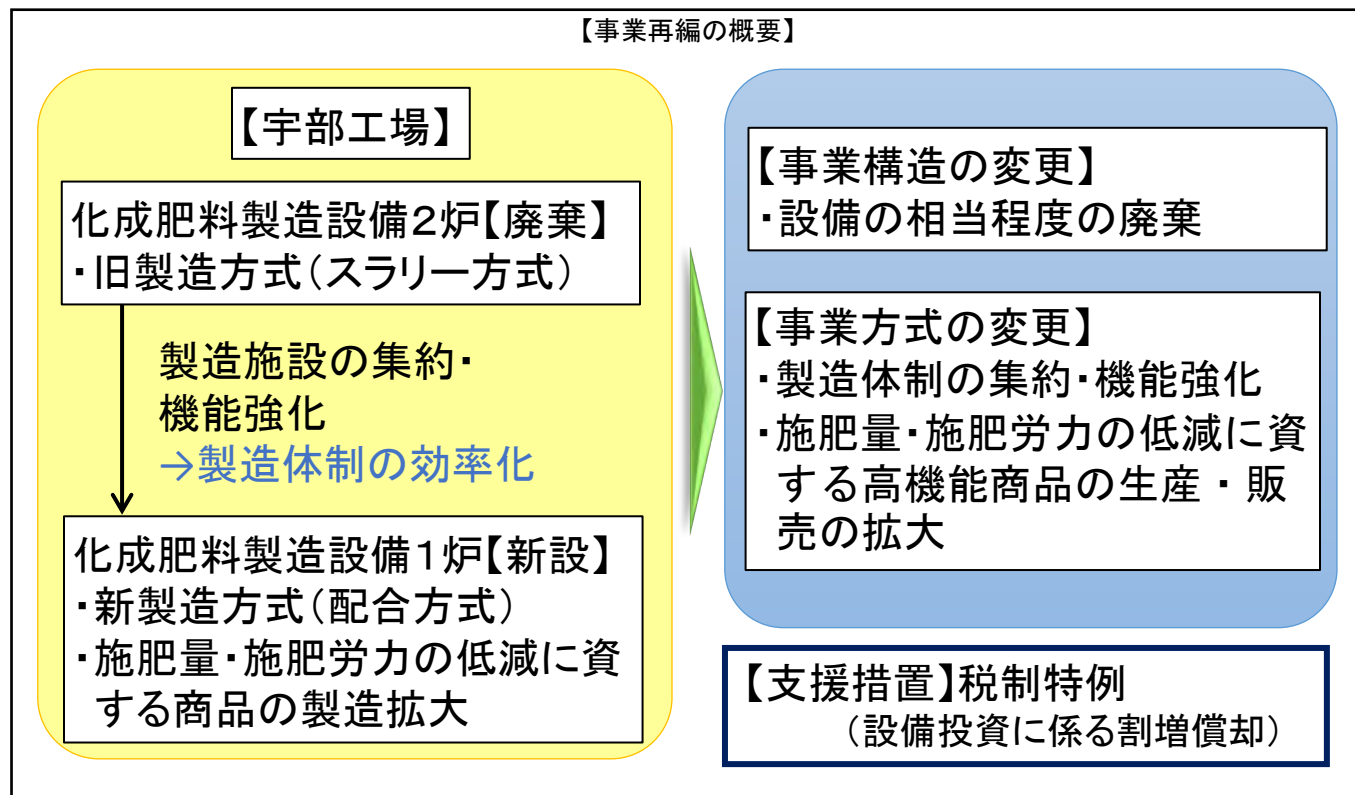 【事業再編の概要】
【宇部工場】
化成肥料製造設備2炉【廃棄】
・旧製造方式(スラリー方式)
製造施設の集約・
機能強化
→製造体制の効率化
化成肥料製造設備1炉【新設】
・新製造方式(配合方式)
・施肥量・施肥労力の低減に資
する商品の製造拡大
【事業構造の変更】
・設備の相当程度の廃棄
【事業方式の変更】
・製造体制の集約・機能強化
・施肥量・施肥労力の低減に資
する高機能商品の生産・販
売の拡大
【支援措置】税制特例
(設備投資に係る割増償却)